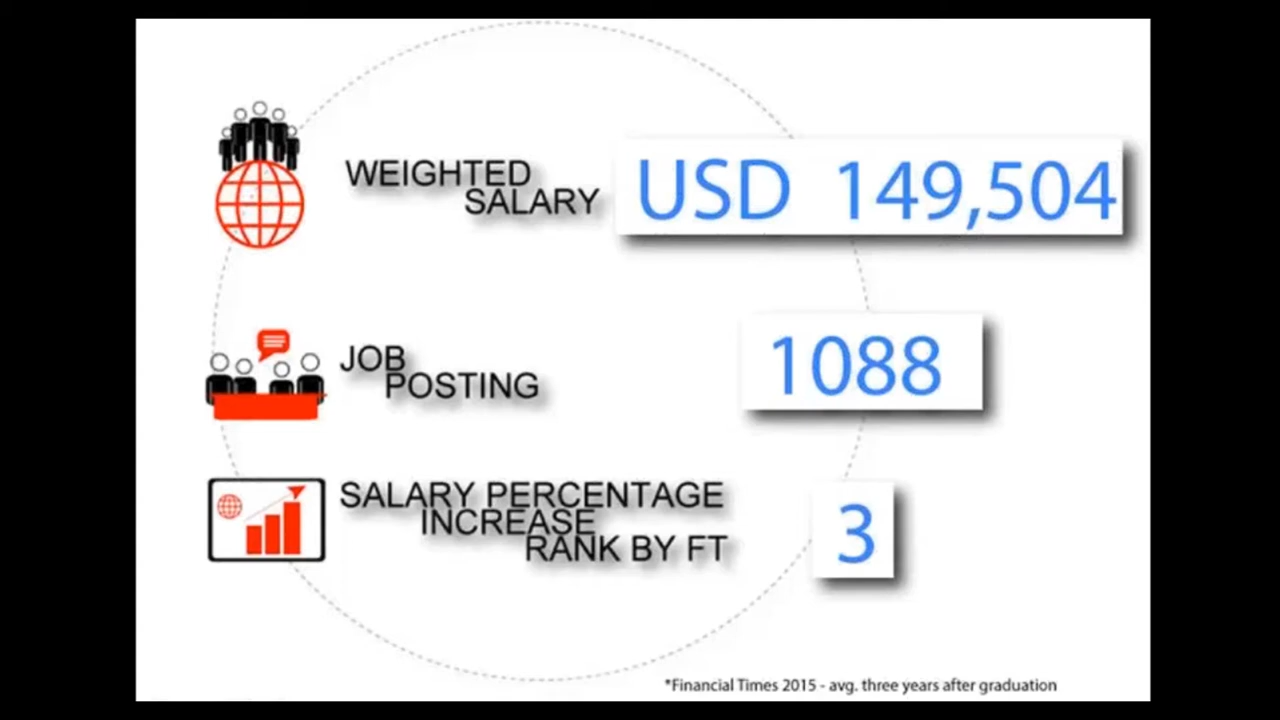 WEIGHTED
SALARY
USD 149,504
JOB
POSTING
1088
SALARY PERCENTAGE
INCREASE
RANK BY FT
3
*Financial Times 2015 - avg. three years after graduation